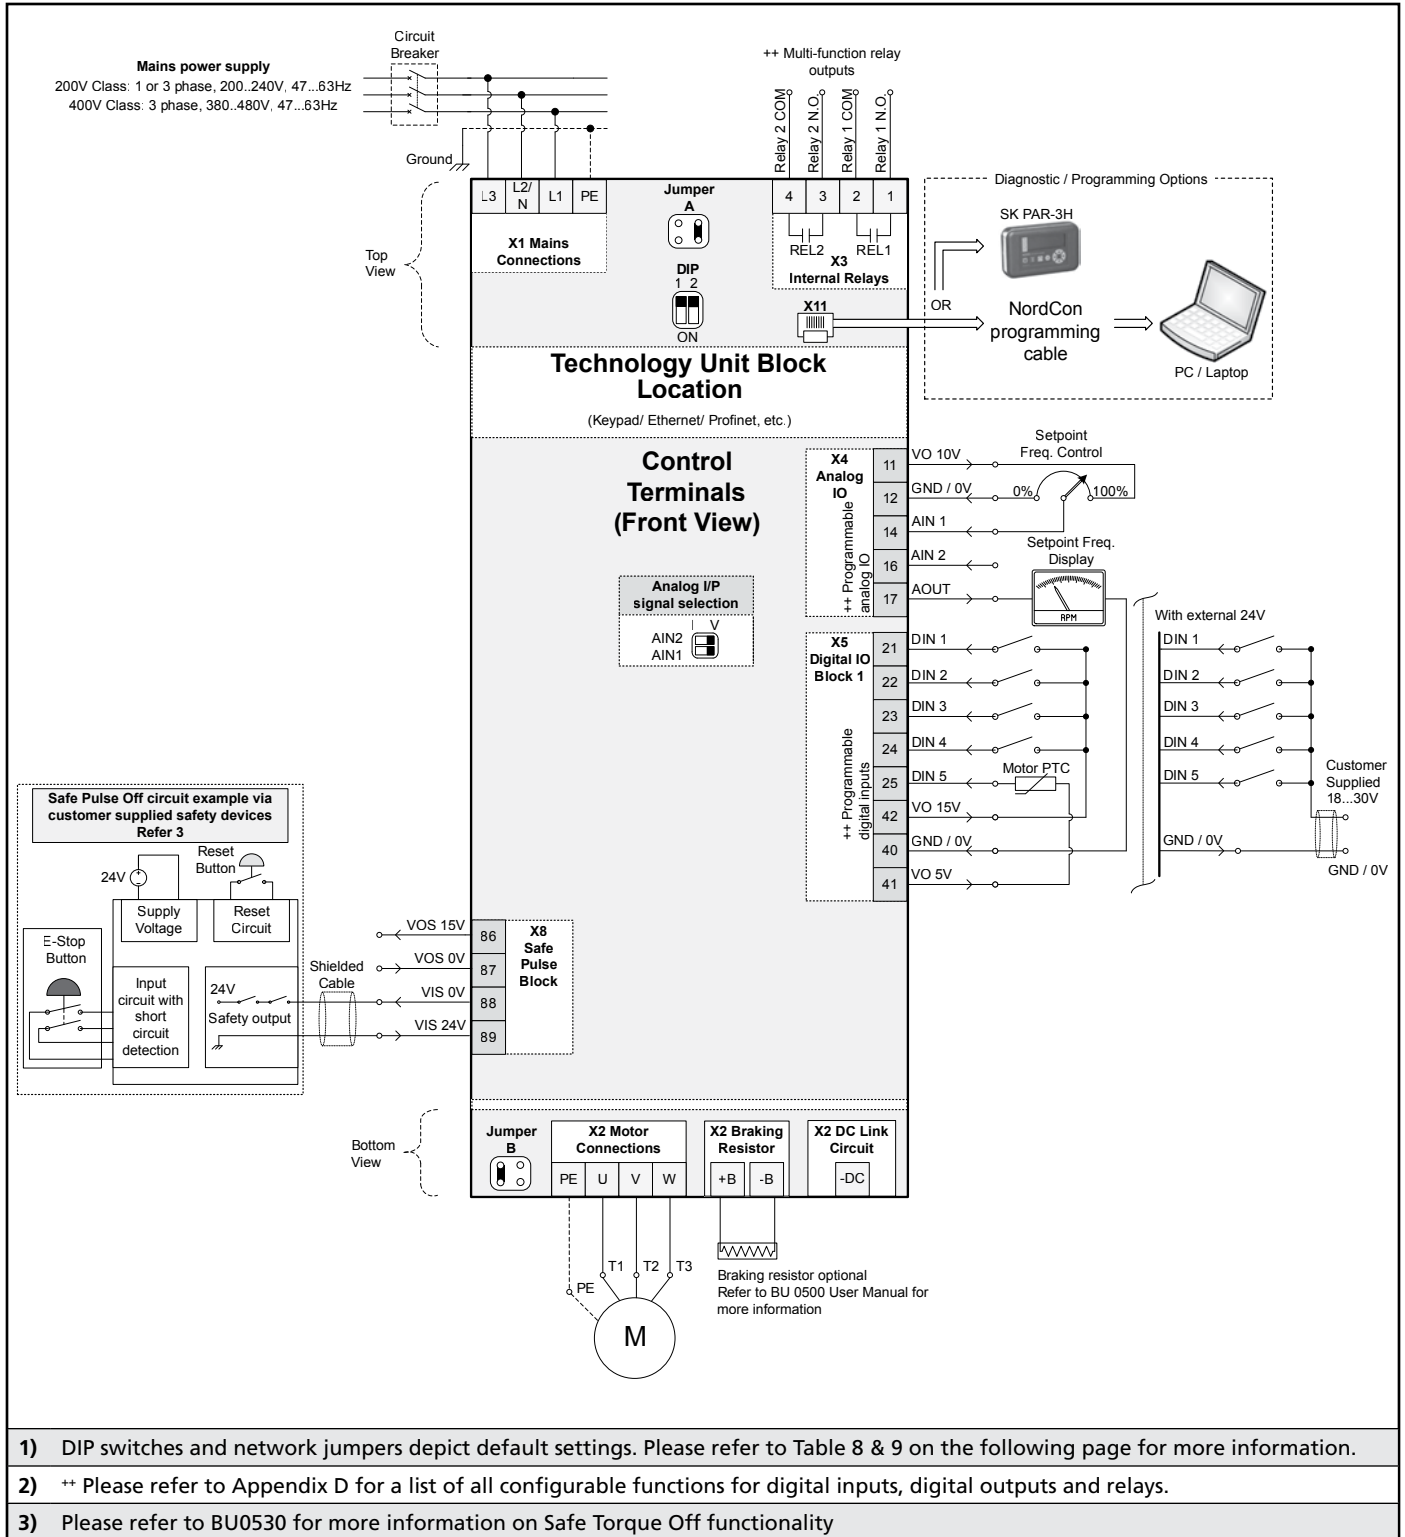 Circuit
Breaker
Mains power supply
200V Class: 1 or 3 phase, 200..240V, 47...63Hz
400V Class: 3 phase, 380..480V, 47...63Hz
Ground
++ Multi-function relay
outputs
Relay 2 COM
Relay 2 N.O.
Relay 1 COM
Relay 1 N.O.
L3
L2/
N
L1
PE
X1 Mains
Connections
Jumper
A
DIP
1 2
ON
4
3
2
1
REL2
REL1
X3
Internal Relays
X11
Top
View
Diagnostic / Programming Options
SK PAR-3H
OR
NordCon
programming
cable
PC / Laptop
Technology Unit Block
Location
(Keypad/ Ethernet/ Profinet, etc.)
Control
Terminals
(Front View)
Analog I/P
signal selection
I V
AIN2
AIN1
X4
Analog
IO
++ Programmable
analog IO
11
12
14
16
17
VO 10V
GND / 0V
AIN 1
AIN 2
AOUT
Setpoint
Freq. Control
0%
100%
Setpoint Freq.
Display
RPM
X5
Digital IO
Block 1
++ Programmable
digital inputs
21
22
23
24
25
42
40
41
DIN 1
DIN 2
DIN 3
DIN 4
DIN 5
VO 15V
GND / 0V
VO 5V
Motor PTC
With external 24V
DIN 1
DIN 2
DIN 3
DIN 4
DIN 5
GND / 0V
Customer
Supplied
18...30V
GND / 0V
Safe Pulse Off circuit example via
customer supplied safety devices
Refer 3
24V
Reset
Button
Supply
Voltage
Reset
Circuit
E-Stop
Button
Input
circuit with
short
circuit
detection
24V
Safety output
Shielded
Cable
VOS 15V
VOS 0V
VIS 0V
VIS 24V
86
87
88
89
X8
Safe
Pulse
Block
Bottom
View
Jumper
B
X2 Motor
Connections
PE
U
V
W
X2 Braking
Resistor
+B
-B
X2 DC Link
Circuit
-DC
T1
T2
T3
PE
M
Braking resistor optional
Refer to BU 0500 User Manual for
more information
1) DIP switches and network jumpers depict default settings. Please refer to Table 8 & 9 on the following page for more information.
2) ++ Please refer to Appendix D for a list of all configurable functions for digital inputs, digital outputs and relays.
3) Please refer to BU0530 for more information on Safe Torque Off functionality